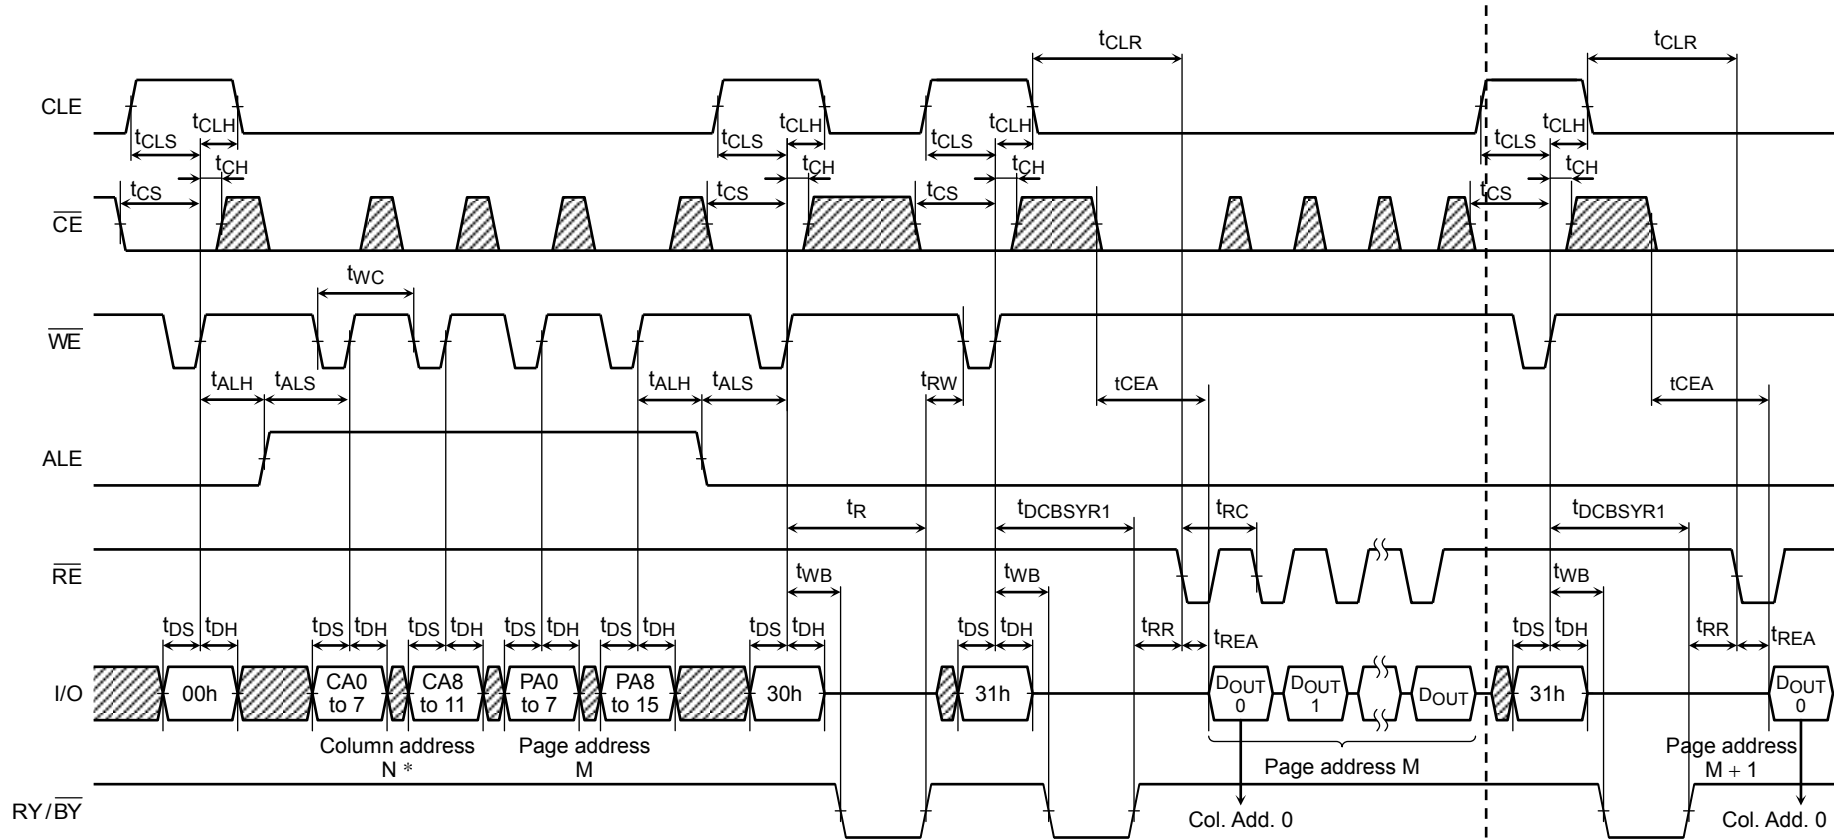 tCLR tCLR
CLE
tCLH tCLH tCLH tCLH
tCLS tCLS tCLS tCLS
tCH tCH tCH tCH
tCS tCS tCS tCS
CE
tWC
WE
tALH tALS tALH tALS tRW tCEA tCEA
ALE
tR tDCBSYR1 tRC tDCBSYR1
RE
tWB tWB tWB
tDS tDH tDS tDH tDS tDH tDS tDH tDS tDH tDS tDH tDS tDH tRR tREA tDS tDH tRR tREA
I/O
00h
CA0
to 7
CA8
to 11
PA0
to 7
PA8
to 15
30h
31h
DOUT
0
DOUT
1
DOUT
31h
DOUT
0
Column address
N *
Page address
M
Page address M
Page address
M + 1
RY/BY
Col. Add. 0
Col. Add. 0